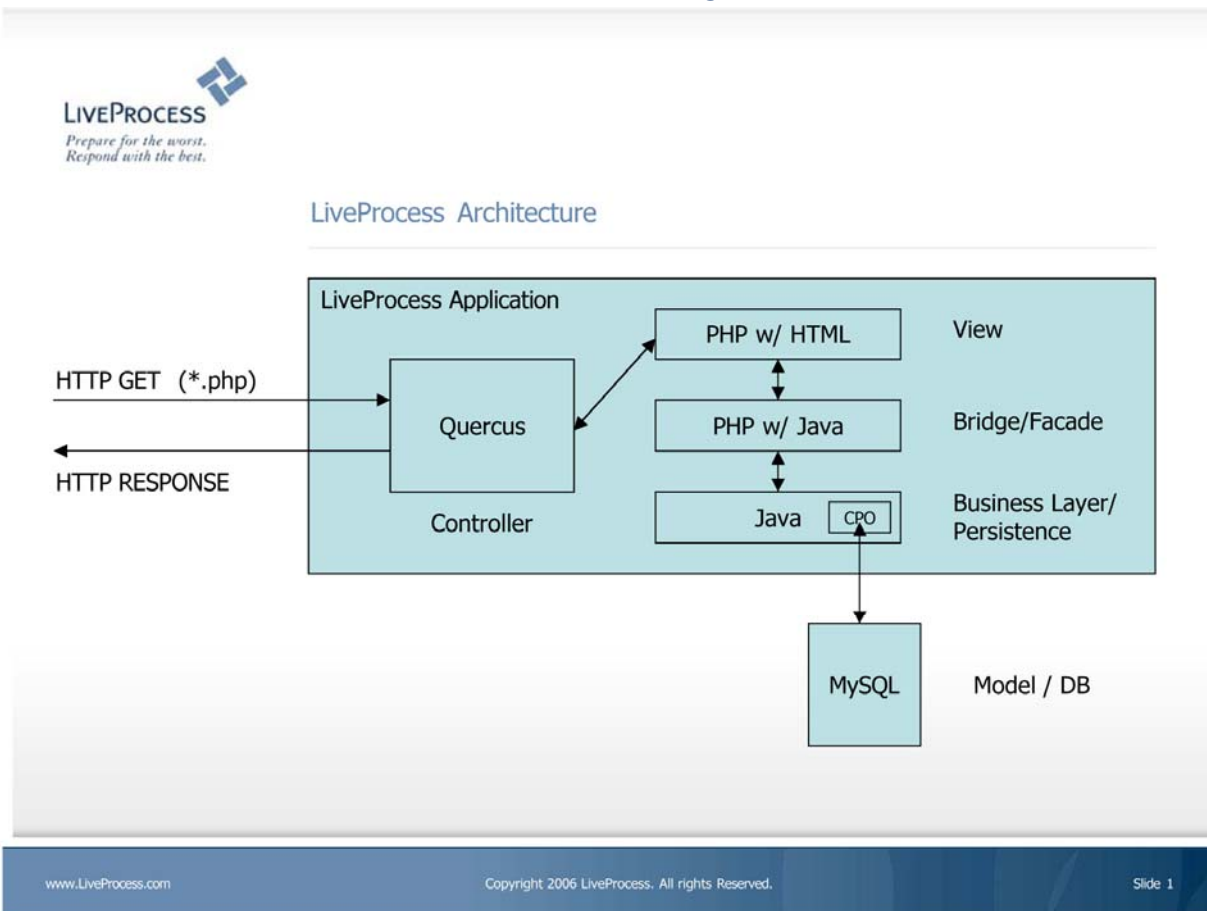 LIVEPROCESS
Prepare for the worst.
Respond with the best.
LiveProcess Architecture
LiveProcess Application
PHP w/ HTML
View
HTTP GET (*.php)
Quercus
PHP w/ Java
Bridge/Facade
HTTP RESPONSE
Controller
Java
CPO
Business Layer/
Persistence
MySQL
Model / DB
www.LiveProcess.com
Copyright 2006 LiveProcess. All rights Reserved.
Slide 1